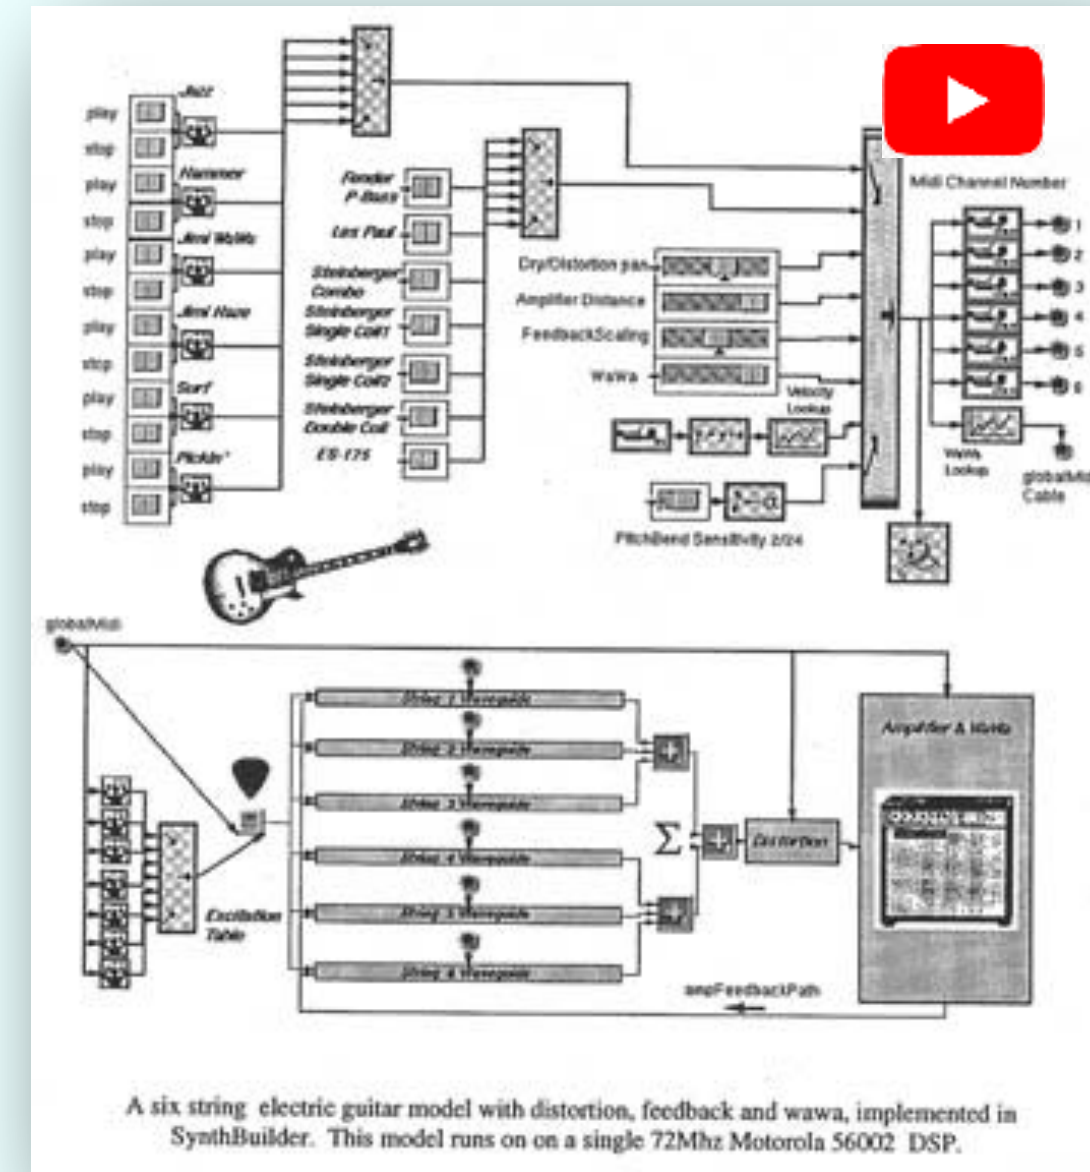 Jazz
play
stop
Hammer
play
stop
Jimi WaWa
play
stop
Jimi Haze
play
stop
Surf
play
stop
Pickin'
play
stop
Fender
P-Bass
Les Paul
Steinberger
Combo
Steinberger
Single Coil1
Steinberger
Single Coil2
Steinberger
Double Coil
ES-175
Dry/Distortion pan
Amplifier Distance
FeedbackScaling
WaWa
Velocity
Lookup
PitchBend Sensitivity 2/24
Midi Channel Number
1
2
3
4
5
6
WaWa
Lookup
globalMidi
Cable
globalMidi
String 1 Waveguide
String 2 Waveguide
String 3 Waveguide
String 4 Waveguide
String 5 Waveguide
String 6 Waveguide
Excitation
Table
Σ
Distortion
Amplifier & WaWa
ampFeedbackPath
A six string electric guitar model with distortion, feedback and wawa, implemented in
SynthBuilder. This model runs on on a single 72Mhz Motorola 56002 DSP.